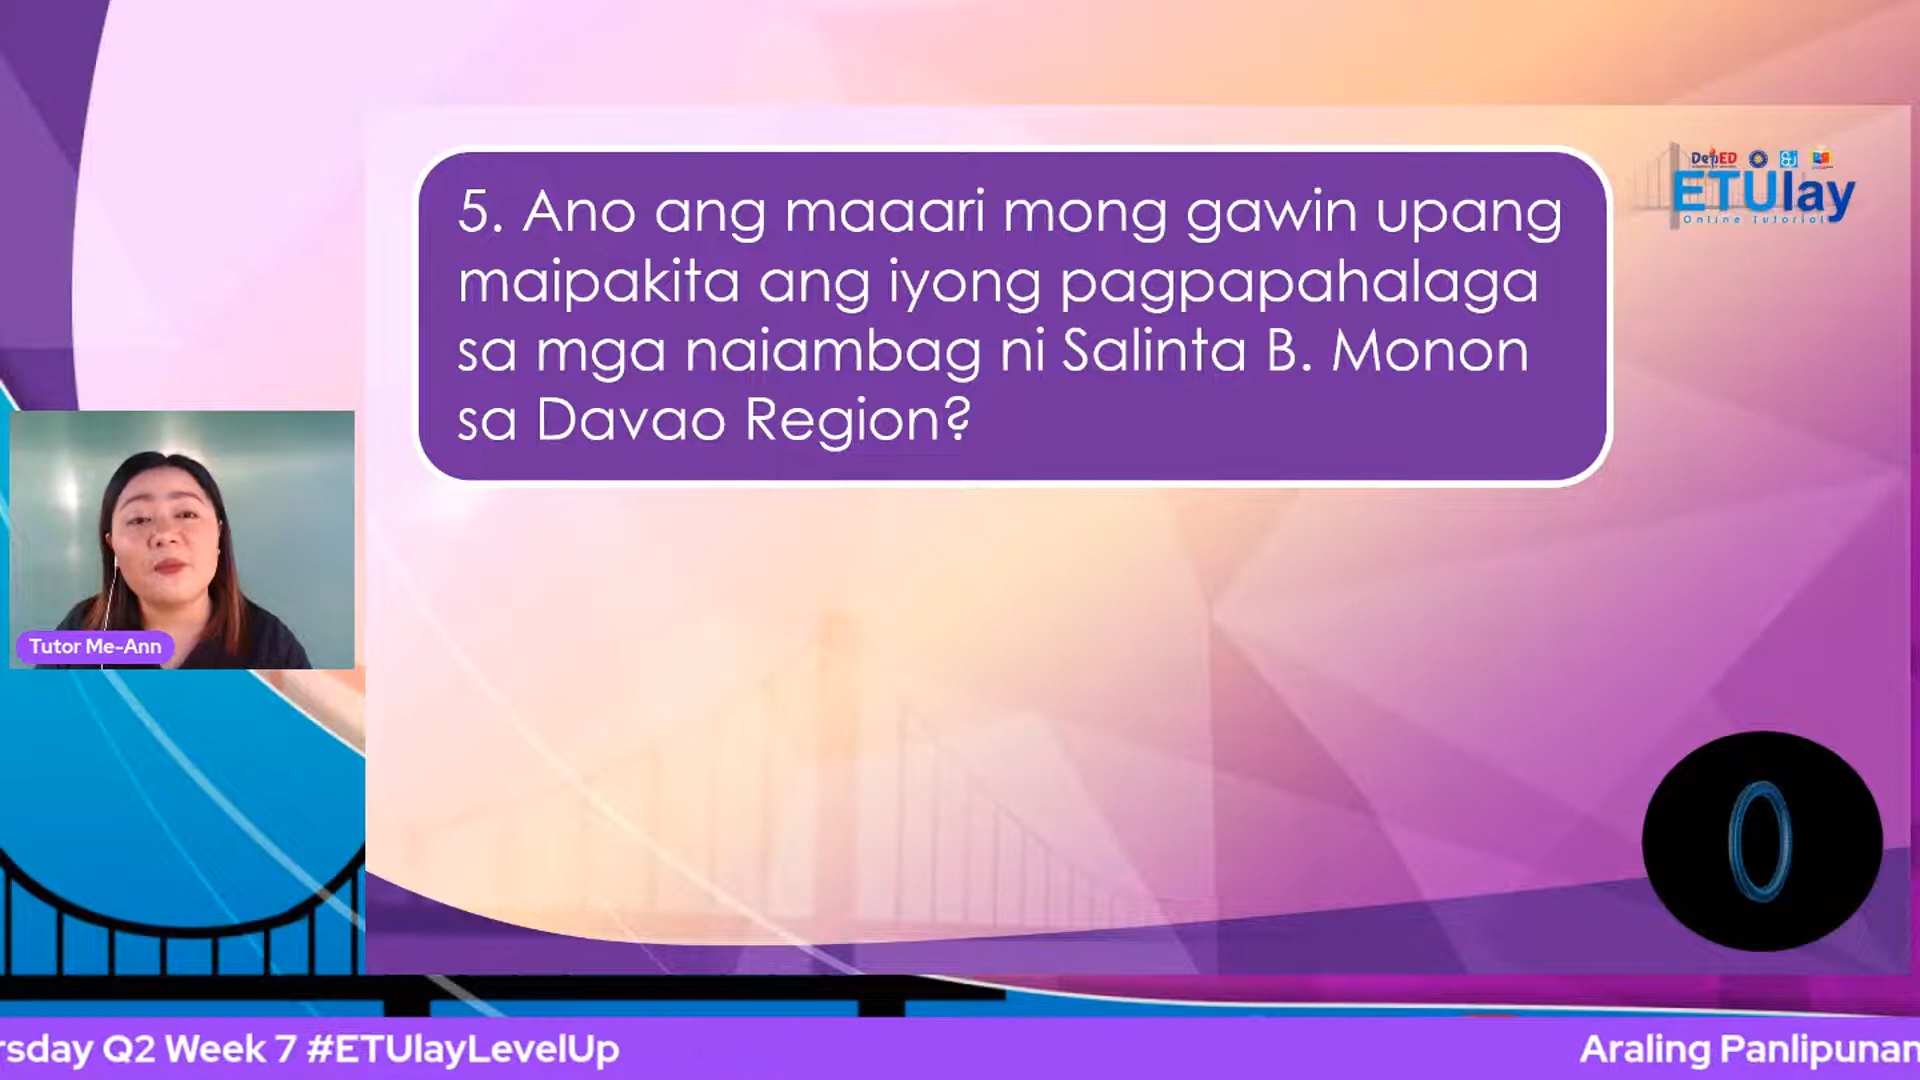 5. Ano ang maaari mong gawin upang
maipakita ang iyong pagpapahalaga
sa mga naiambag ni Salinta B. Monon
sa Davao Region?
DepED
ETUlay
Online Tutorial
Tutor Me-Ann
0
rsday Q2 Week 7 #ETUlayLevelUp
Araling Panlipunan